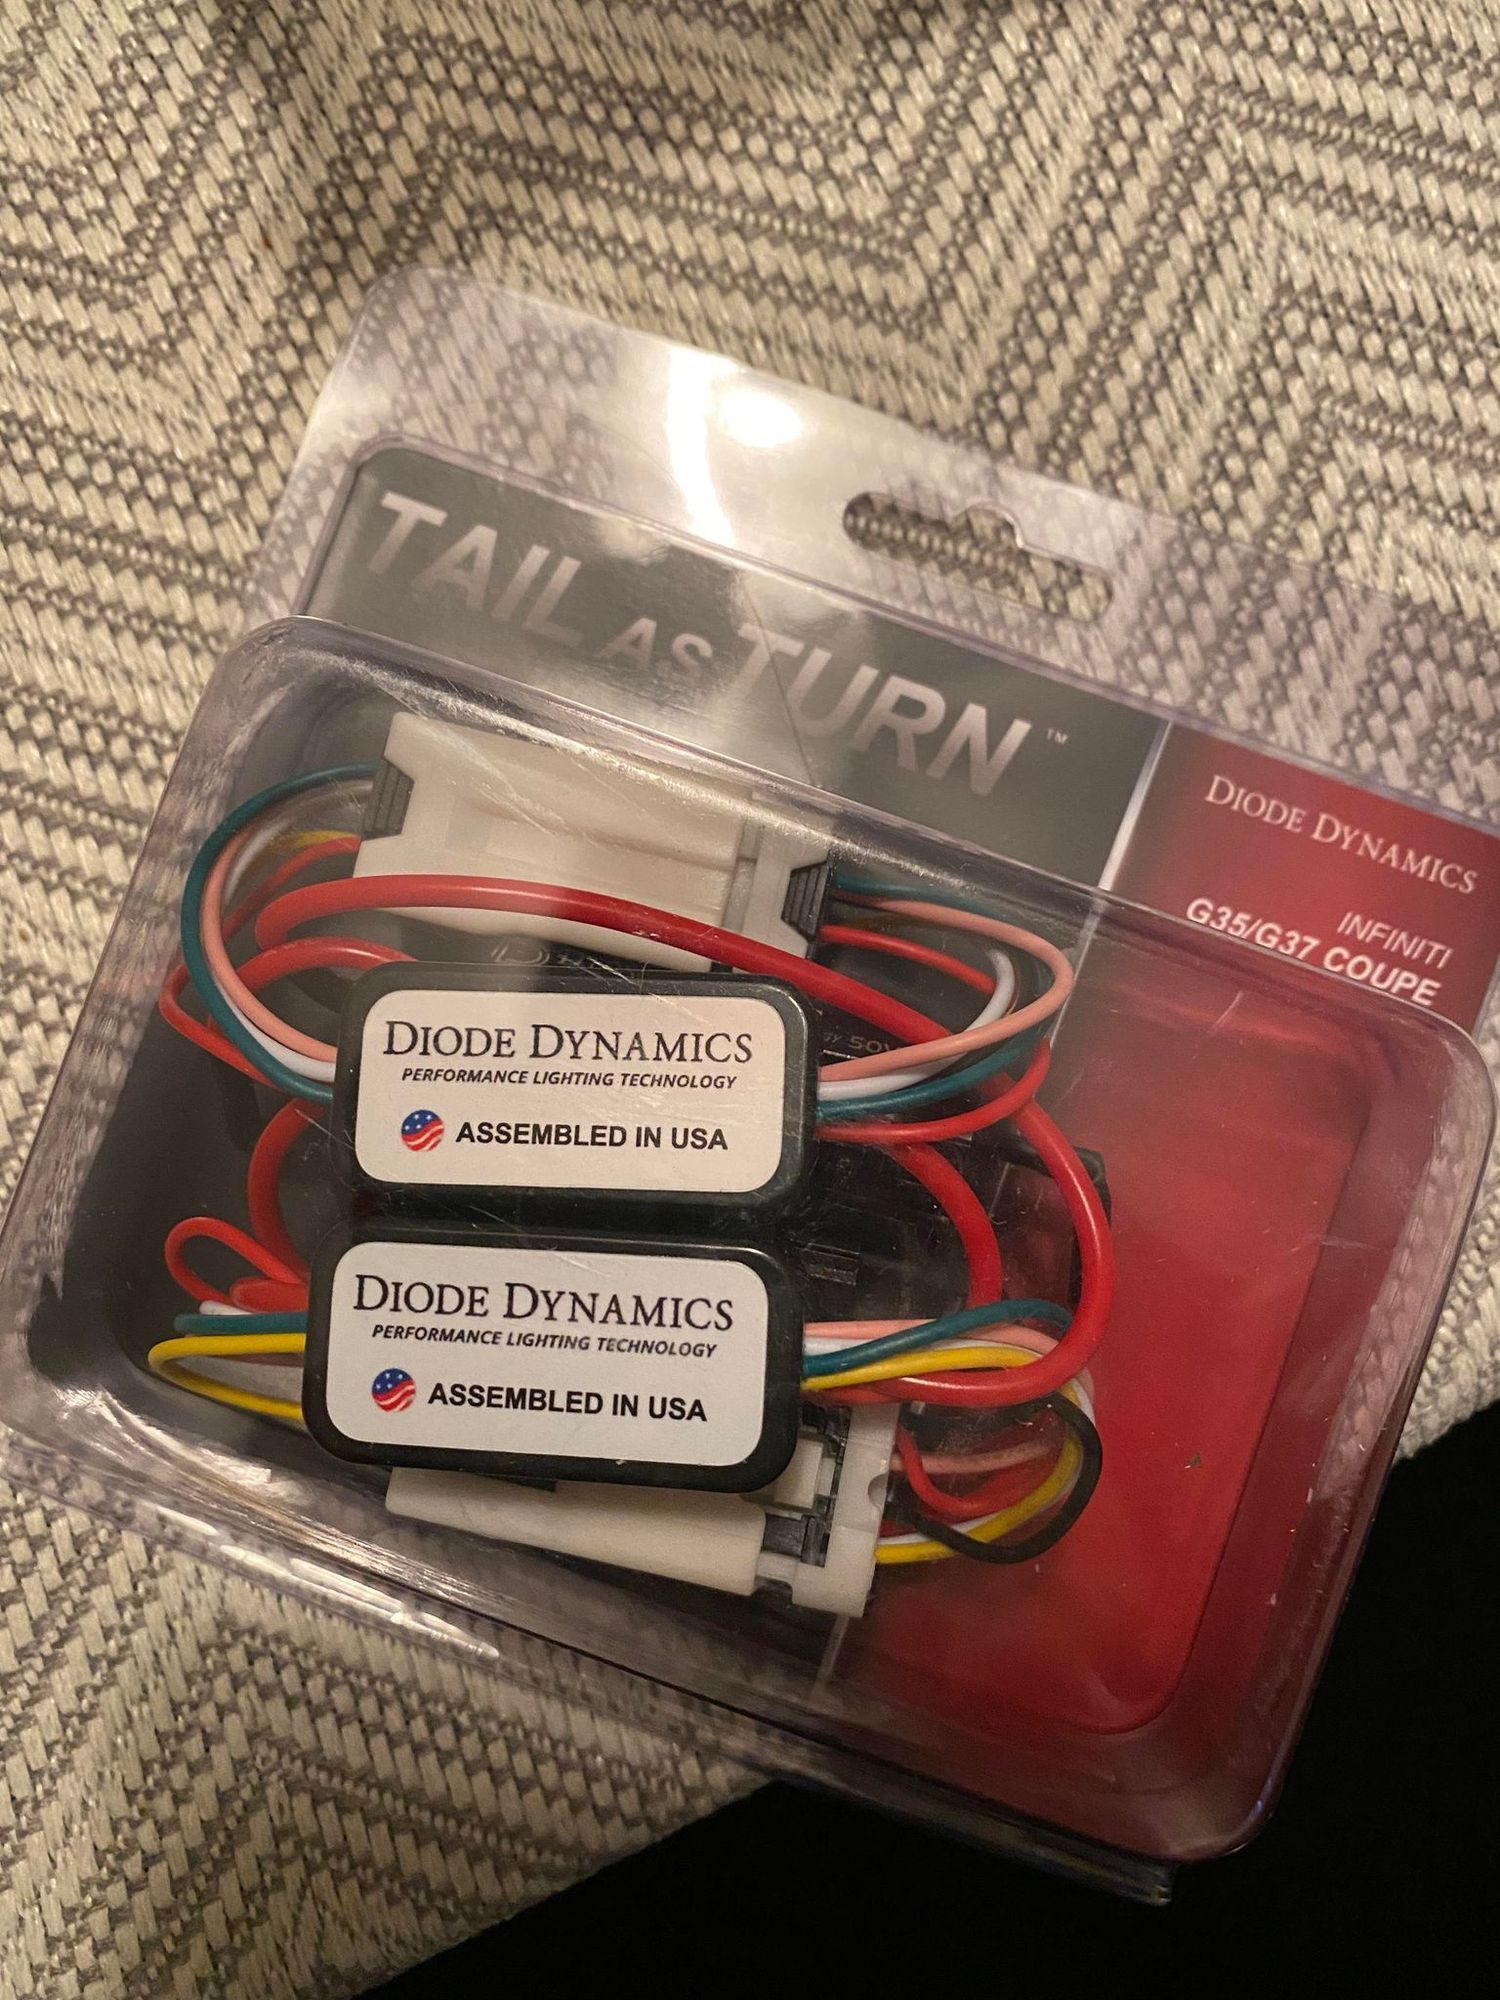 TAIL AS TURN™
DIODE DYNAMICS
INFINITI
G35/G37 COUPE
DIODE DYNAMICS
PERFORMANCE LIGHTING TECHNOLOGY
ASSEMBLED IN USA
DIODE DYNAMICS
PERFORMANCE LIGHTING TECHNOLOGY
ASSEMBLED IN USA